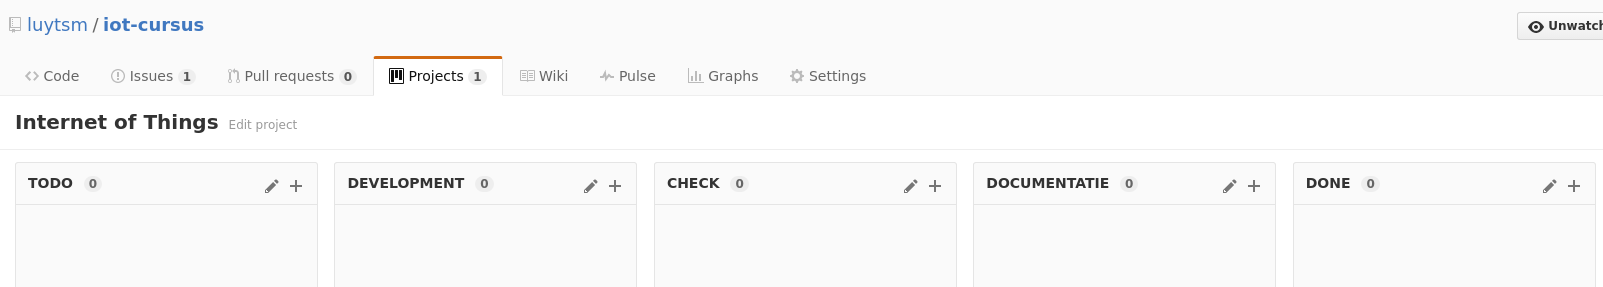 luytsm / iot-cursus
Unwatch
Code Issues 1 Pull requests 0 Projects 1 Wiki Pulse Graphs Settings
Internet of Things Edit project
TODO 0 DEVELOPMENT 0 CHECK 0 DOCUMENTATIE 0 DONE 0